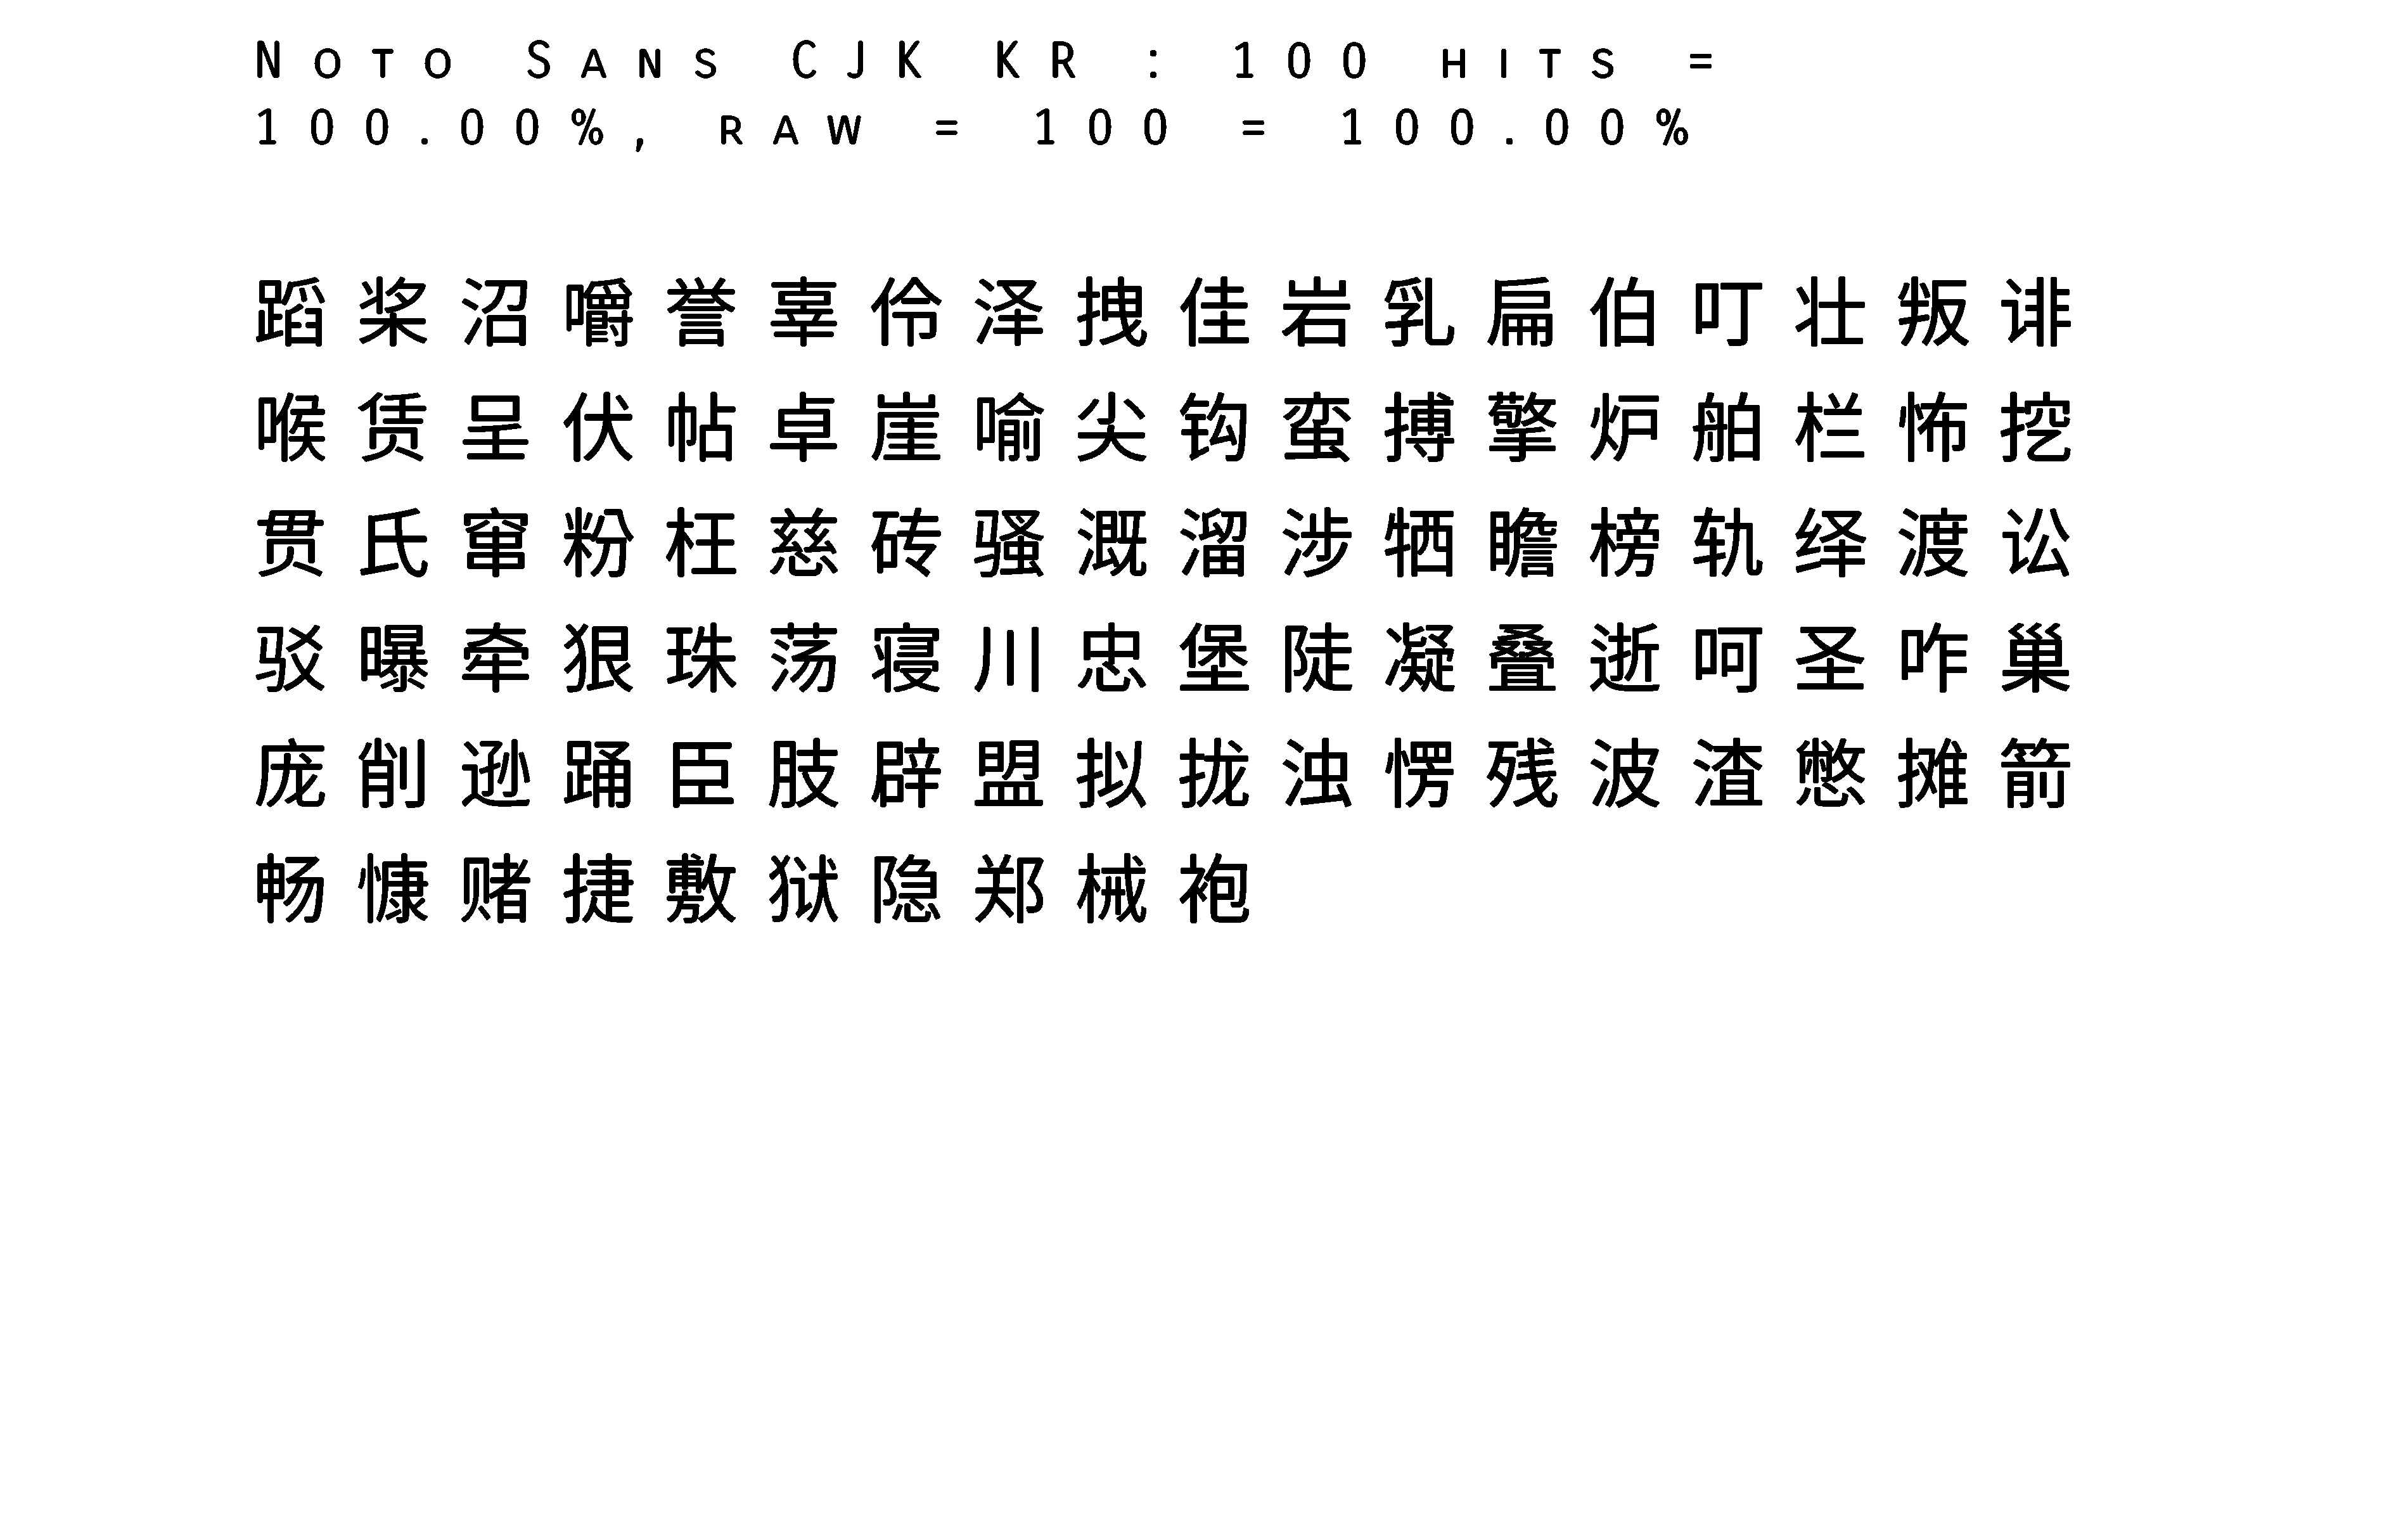 Noto Sans CJK KR : 100 hits =
100.00%, raw = 100 = 100.00%
蹈桨沼嚼誉辜伶泽拽佳岩乳扁伯叮壮叛诽
喉赁呈伏帖卓崖喻尖钩蛮搏擎炉舶栏怖挖
贯氏窜粉枉慈砖骚溉溜涉牺瞻榜轨绎渡讼
驳曝牵狠珠荡寝川忠堡陡凝叠逝呵圣咋巢
庞削逊踊臣肢辟盟拟拢浊愕残波渣憋摊箭
畅慷赌捷敷狱隐郑械袍